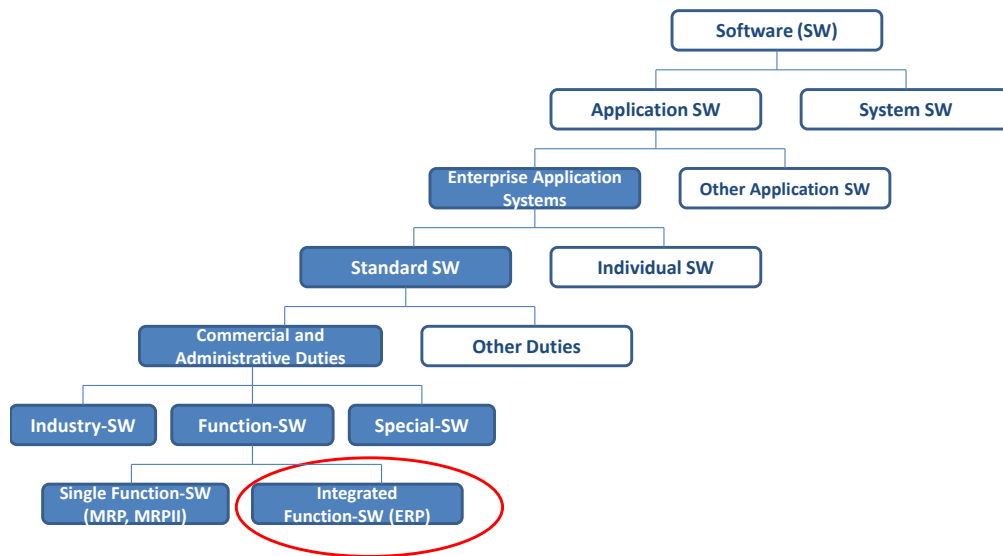 Software (SW)
Application SW
System SW
Enterprise Application
Systems
Other Application SW
Standard SW
Individual SW
Commercial and
Administrative Duties
Other Duties
Industry-SW
Function-SW
Special-SW
Single Function-SW
(MRP, MRPII)
Integrated
Function-SW (ERP)